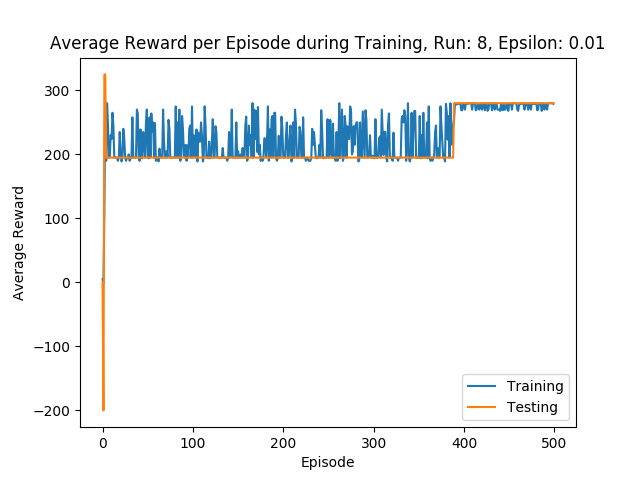 Average Reward per Episode during Training, Run: 8, Epsilon: 0.01
300
200
100
0
−100
−200
Average Reward
0
100
200
300
400
500
Episode
Training
Testing